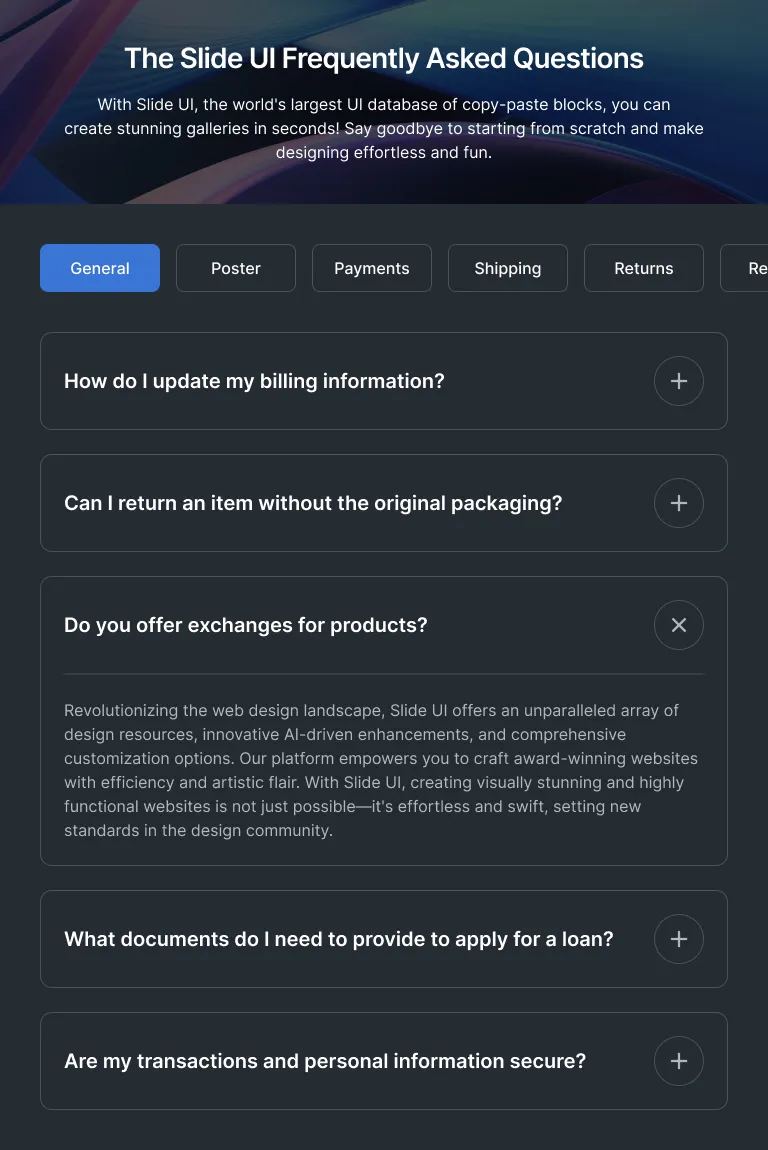 The Slide UI Frequently Asked Questions
With Slide UI, the world's largest UI database of copy-paste blocks, you can
create stunning galleries in seconds! Say goodbye to starting from scratch and make
designing effortless and fun.
General
Poster
Payments
Shipping
Returns
Re
How do I update my billing information?
Can I return an item without the original packaging?
Do you offer exchanges for products?
Revolutionizing the web design landscape, Slide UI offers an unparalleled array of
design resources, innovative AI-driven enhancements, and comprehensive
customization options. Our platform empowers you to craft award-winning websites
with efficiency and artistic flair. With Slide UI, creating visually stunning and highly
functional websites is not just possible—it's effortless and swift, setting new
standards in the design community.
What documents do I need to provide to apply for a loan?
Are my transactions and personal information secure?